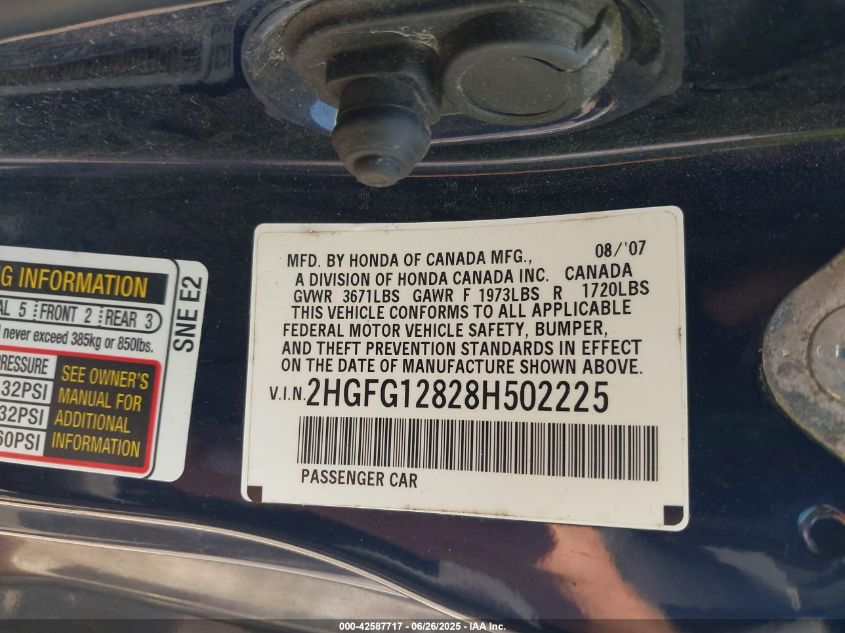 MFD. BY HONDA OF CANADA MFG., 08/'07
A DIVISION OF HONDA CANADA INC. CANADA
GVWR 3671LBS GAWR F 1973LBS R 1720LBS
THIS VEHICLE CONFORMS TO ALL APPLICABLE
FEDERAL MOTOR VEHICLE SAFETY, BUMPER,
AND THEFT PREVENTION STANDARDS IN EFFECT
ON THE DATE OF MANUFACTURE SHOWN ABOVE.
V.I.N. 2HGFG12828H502225
PASSENGER CAR
G INFORMATION
AL 5 FRONT 2 REAR 3
never exceed 385kg or 850lbs.
PRESSURE
32PSI
32PSI
60PSI
SEE OWNER'S
MANUAL FOR
ADDITIONAL
INFORMATION
SNE E2
000-42587717 - 06/26/2025 - IAA Inc.